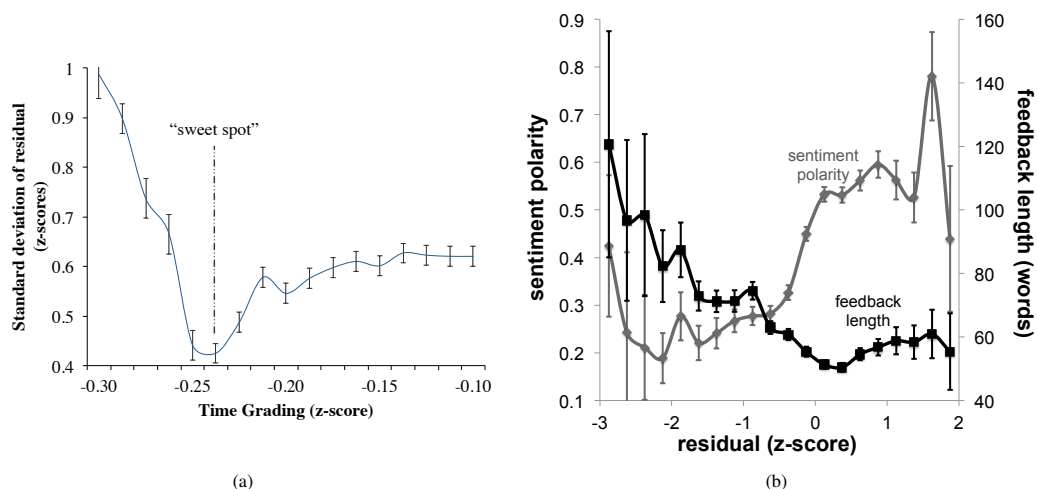 Standard deviation of residual
(z-scores)
1
0.9
0.8
0.7
0.6
0.5
0.4
-0.30
-0.25
-0.20
-0.15
-0.10
Time Grading (z-score)
“sweet spot”
(a)
sentiment polarity
0.9
0.8
0.7
0.6
0.5
0.4
0.3
0.2
0.1
-3
-2
-1
0
1
2
residual (z-score)
sentiment
polarity
feedback
length
160
140
120
100
80
60
40
feedback length (words)
(b)